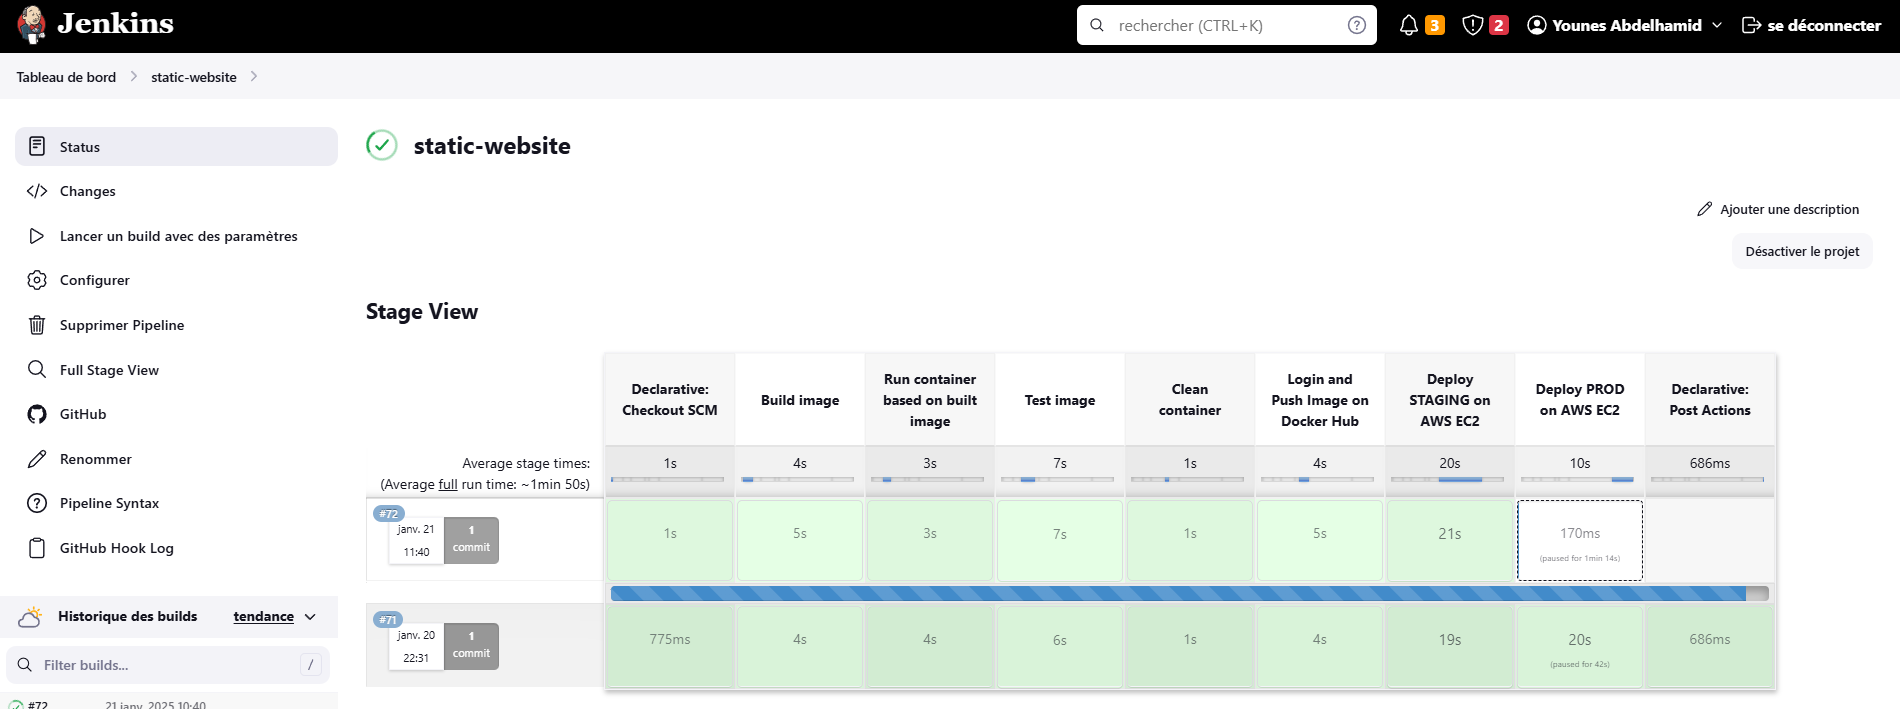 Jenkins
rechercher (CTRL+K)
?
3
2
Younes Abdelhamid
se déconnecter
Tableau de bord
static-website
Status
Changes
Lancer un build avec des paramètres
Configurer
Supprimer Pipeline
Full Stage View
GitHub
Renommer
Pipeline Syntax
GitHub Hook Log
Historique des builds tendance
Filter builds... /
#72 21 janv. 2025 10:40
static-website
Ajouter une description
Désactiver le projet
Stage View
Declarative: Checkout SCM
Build image
Run container based on built image
Test image
Clean container
Login and Push Image on Docker Hub
Deploy STAGING on AWS EC2
Deploy PROD on AWS EC2
Declarative: Post Actions
Average stage times:
(Average full run time: ~1min 50s)
1s 4s 3s 7s 1s 4s 20s 10s 686ms
#72
janv. 21
11:40
1
commit
1s 5s 3s 7s 1s 5s 21s 170ms
(paused for 1min 14s)
#71
janv. 20
22:31
1
commit
775ms 4s 4s 6s 1s 4s 19s 20s 686ms
(paused for 42s)